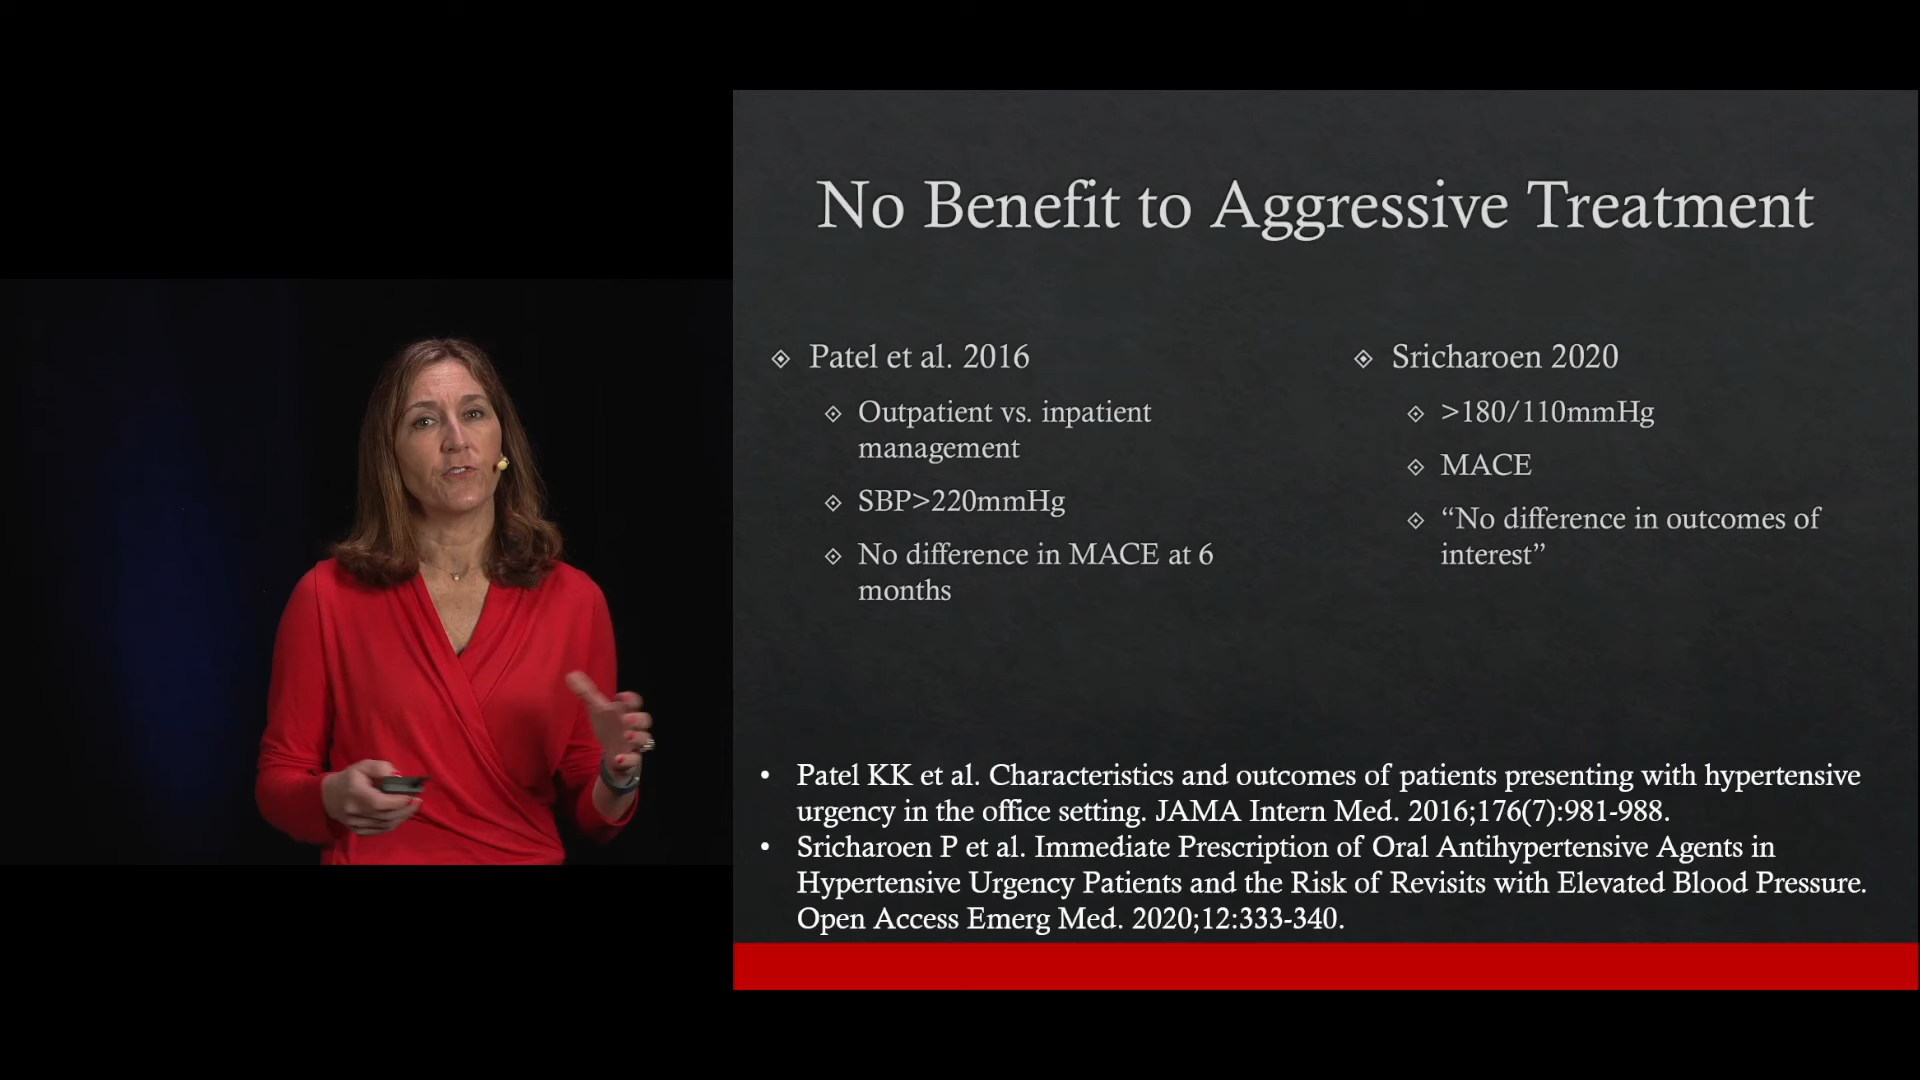 No Benefit to Aggressive Treatment
Patel et al. 2016
Outpatient vs. inpatient
management
SBP>220mmHg
No difference in MACE at 6
months
Sricharoen 2020
>180/110mmHg
MACE
“No difference in outcomes of
interest”
• Patel KK et al. Characteristics and outcomes of patients presenting with hypertensive
urgency in the office setting. JAMA Intern Med. 2016;176(7):981-988.
• Sricharoen P et al. Immediate Prescription of Oral Antihypertensive Agents in
Hypertensive Urgency Patients and the Risk of Revisits with Elevated Blood Pressure.
Open Access Emerg Med. 2020;12:333-340.